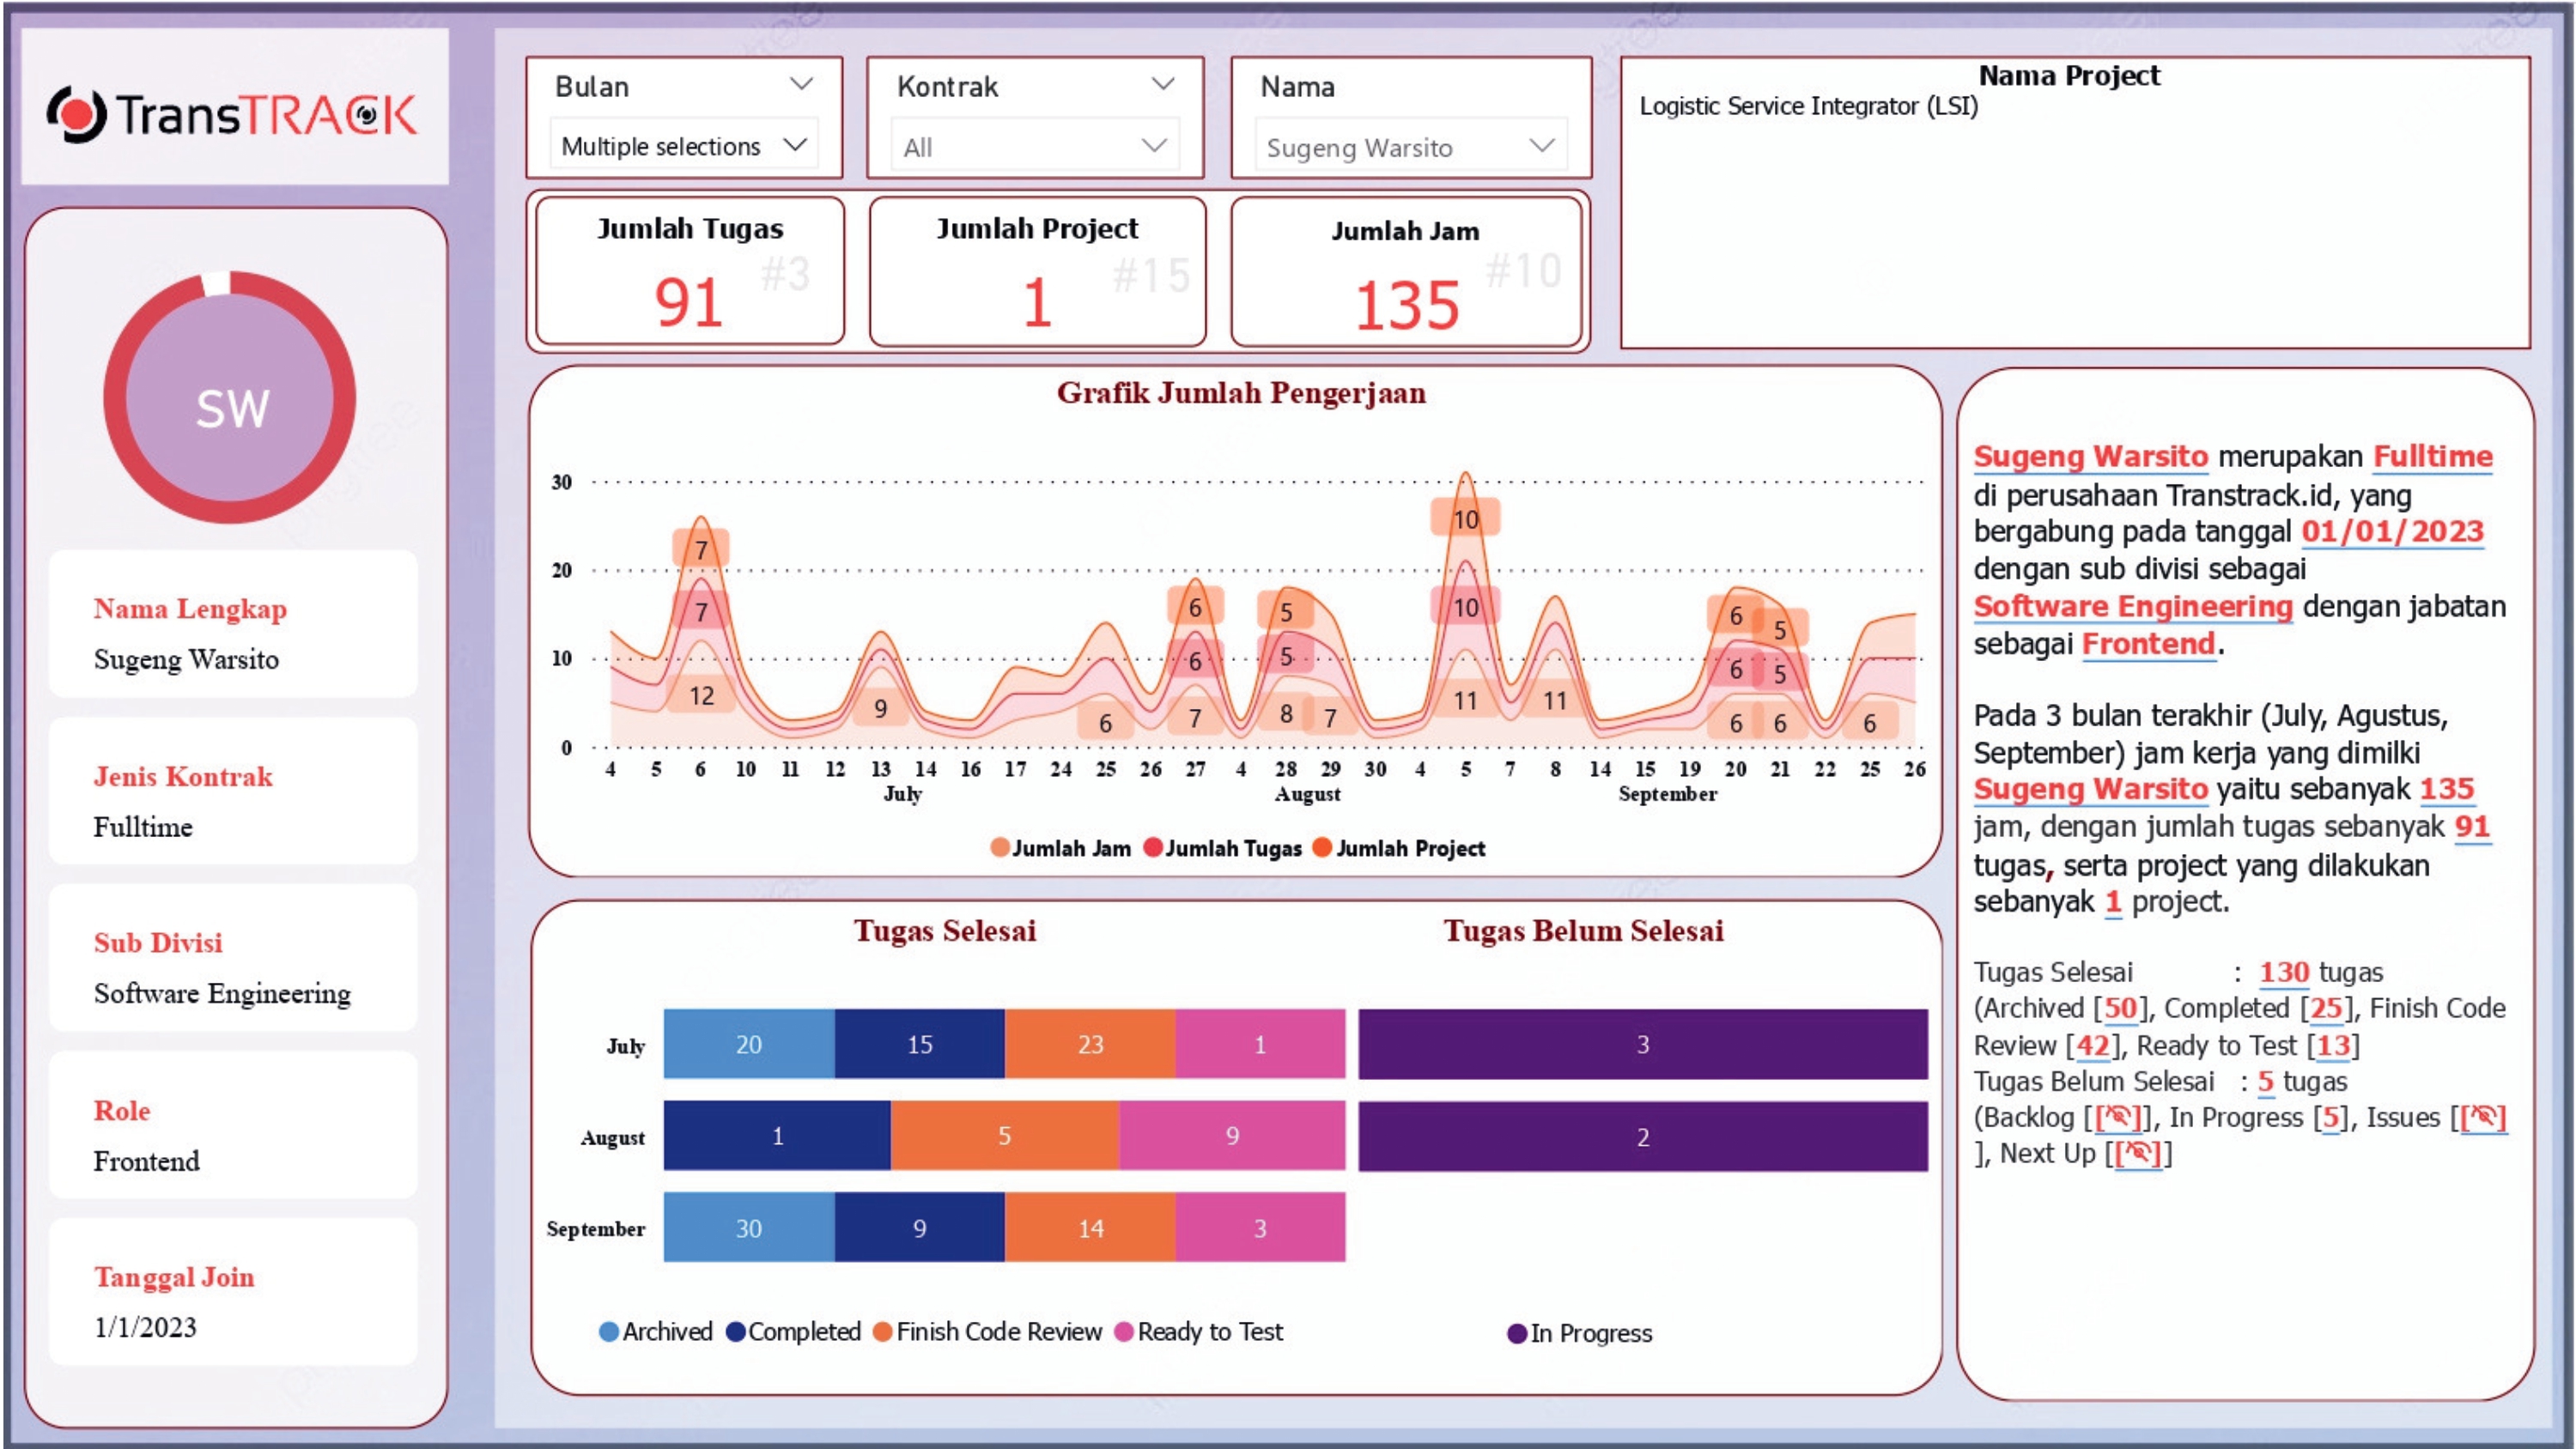 TransTRACK
SW
Nama Lengkap
Sugeng Warsito
Jenis Kontrak
Fulltime
Sub Divisi
Software Engineering
Role
Frontend
Tanggal Join
1/1/2023
Bulan
Multiple selections
Kontrak
All
Nama
Sugeng Warsito
Nama Project
Logistic Service Integrator (LSI)
Jumlah Tugas
91 #3
Jumlah Project
1 #15
Jumlah Jam
135 #10
Grafik Jumlah Pengerjaan
30
20
10
0
10
7
6 5 6 5
7 10
6 5 6 5
12 9 6 7 8 7 11 11 6 6 6
4 5 6 10 11 12 13 14 16 17 24 25 26 27 4 28 29 30 4 5 7 8 14 15 19 20 21 22 25 26
July August September
Jumlah Jam Jumlah Tugas Jumlah Project
Tugas Selesai Tugas Belum Selesai
July 20 15 23 1 3
August 1 5 9 2
September 30 9 14 3
Archived Completed Finish Code Review Ready to Test In Progress
Sugeng Warsito merupakan Fulltime
di perusahaan Transtrack.id, yang
bergabung pada tanggal 01/01/2023
dengan sub divisi sebagai
Software Engineering dengan jabatan
sebagai Frontend.
Pada 3 bulan terakhir (July, Agustus,
September) jam kerja yang dimilki
Sugeng Warsito yaitu sebanyak 135
jam, dengan jumlah tugas sebanyak 91
tugas, serta project yang dilakukan
sebanyak 1 project.
Tugas Selesai : 130 tugas
(Archived [50], Completed [25], Finish Code
Review [42], Ready to Test [13]
Tugas Belum Selesai : 5 tugas
(Backlog [[]], In Progress [5], Issues [[]
], Next Up [[]]